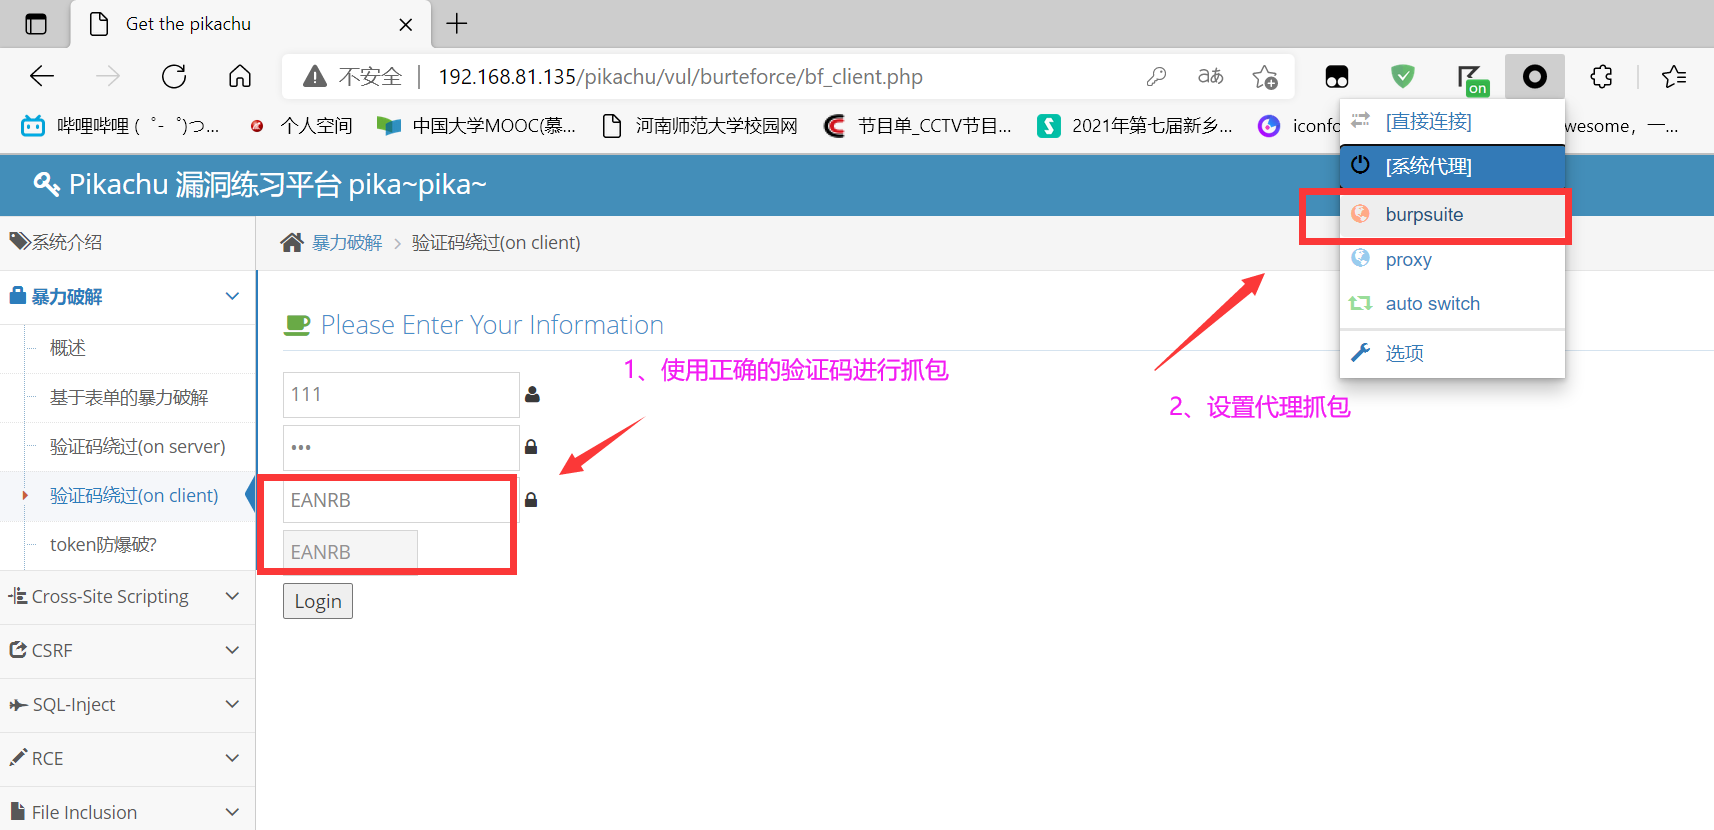 Get the pikachu
不安全
192.168.81.135/pikachu/vul/burteforce/bf_client.php
aあ
on
哔哩哔哩 (゜-゜)つ...
个人空间
中国大学MOOC(慕...
河南师范大学校园网
节目单_CCTV节目...
2021年第七届新乡...
iconfo
wesome，一...
[直接连接]
[系统代理]
burpsuite
proxy
auto switch
选项
Pikachu 漏洞练习平台 pika~pika~
系统介绍
暴力破解
概述
基于表单的暴力破解
验证码绕过(on server)
验证码绕过(on client)
token防爆破?
Cross-Site Scripting
CSRF
SQL-Inject
RCE
File Inclusion
暴力破解 > 验证码绕过(on client)
Please Enter Your Information
1、使用正确的验证码进行抓包
2、设置代理抓包
111
•••
EANRB
EANRB
Login